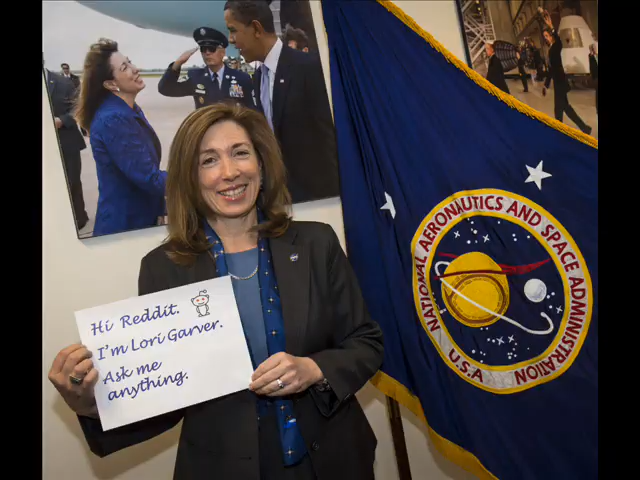 Hi Reddit.
I'm Lori Garver.
Ask me
anything.
NATIONAL AERONAUTICS AND SPACE ADMINISTRATION
U.S.A